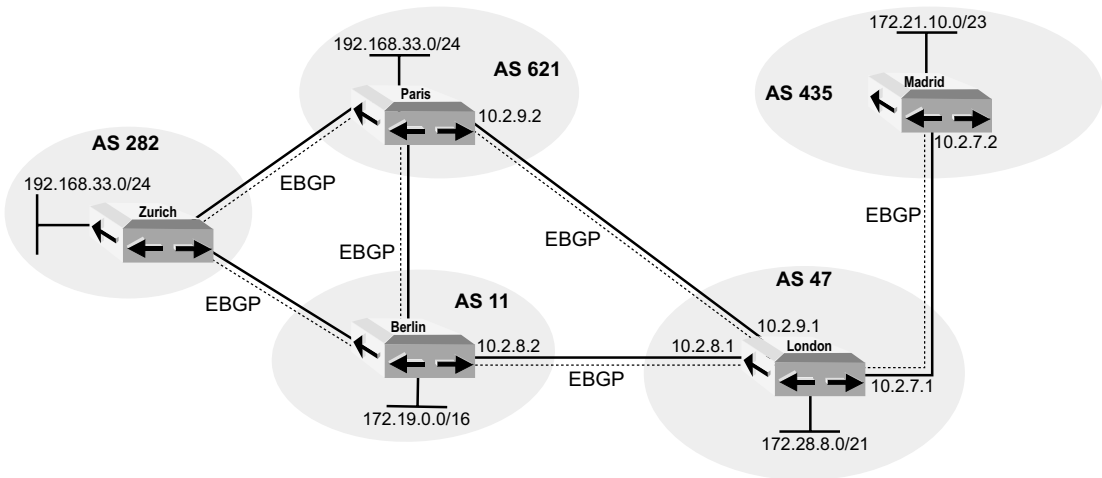 172.21.10.0/23
192.168.33.0/24
AS 621
Paris
10.2.9.2
AS 435
Madrid
10.2.7.2
AS 282
192.168.33.0/24
Zurich
EBGP
EBGP
EBGP
EBGP
EBGP
AS 11
Berlin
10.2.8.2
172.19.0.0/16
EBGP
AS 47
10.2.9.1
10.2.8.1
London
10.2.7.1
172.28.8.0/21